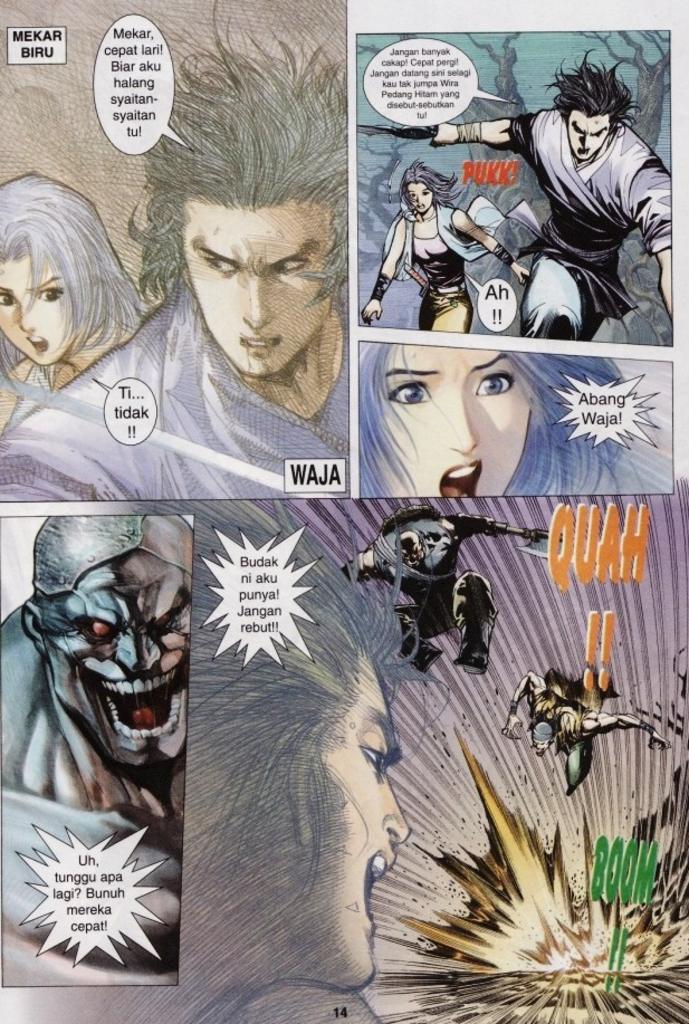 MEKAR
BIRU
Mekar,
cepat lari!
Biar aku
halang
syaitan-
syaitan
tu!
Ti...
tidak
!!
WAJA
Jangan banyak
cakap! Cepat pergi!
Jangan datang sini selagi
kau tak jumpa Wira
Pedang Hitam yang
disebut-sebutkan
tu!
PUKK!
Ah
!!
Abang
Waja!
Uh,
tunggu apa
lagi? Bunuh
mereka
cepat!
Budak
ni aku
punya!
Jangan
rebut!!
QUAH
!!
BOOM
!!
14